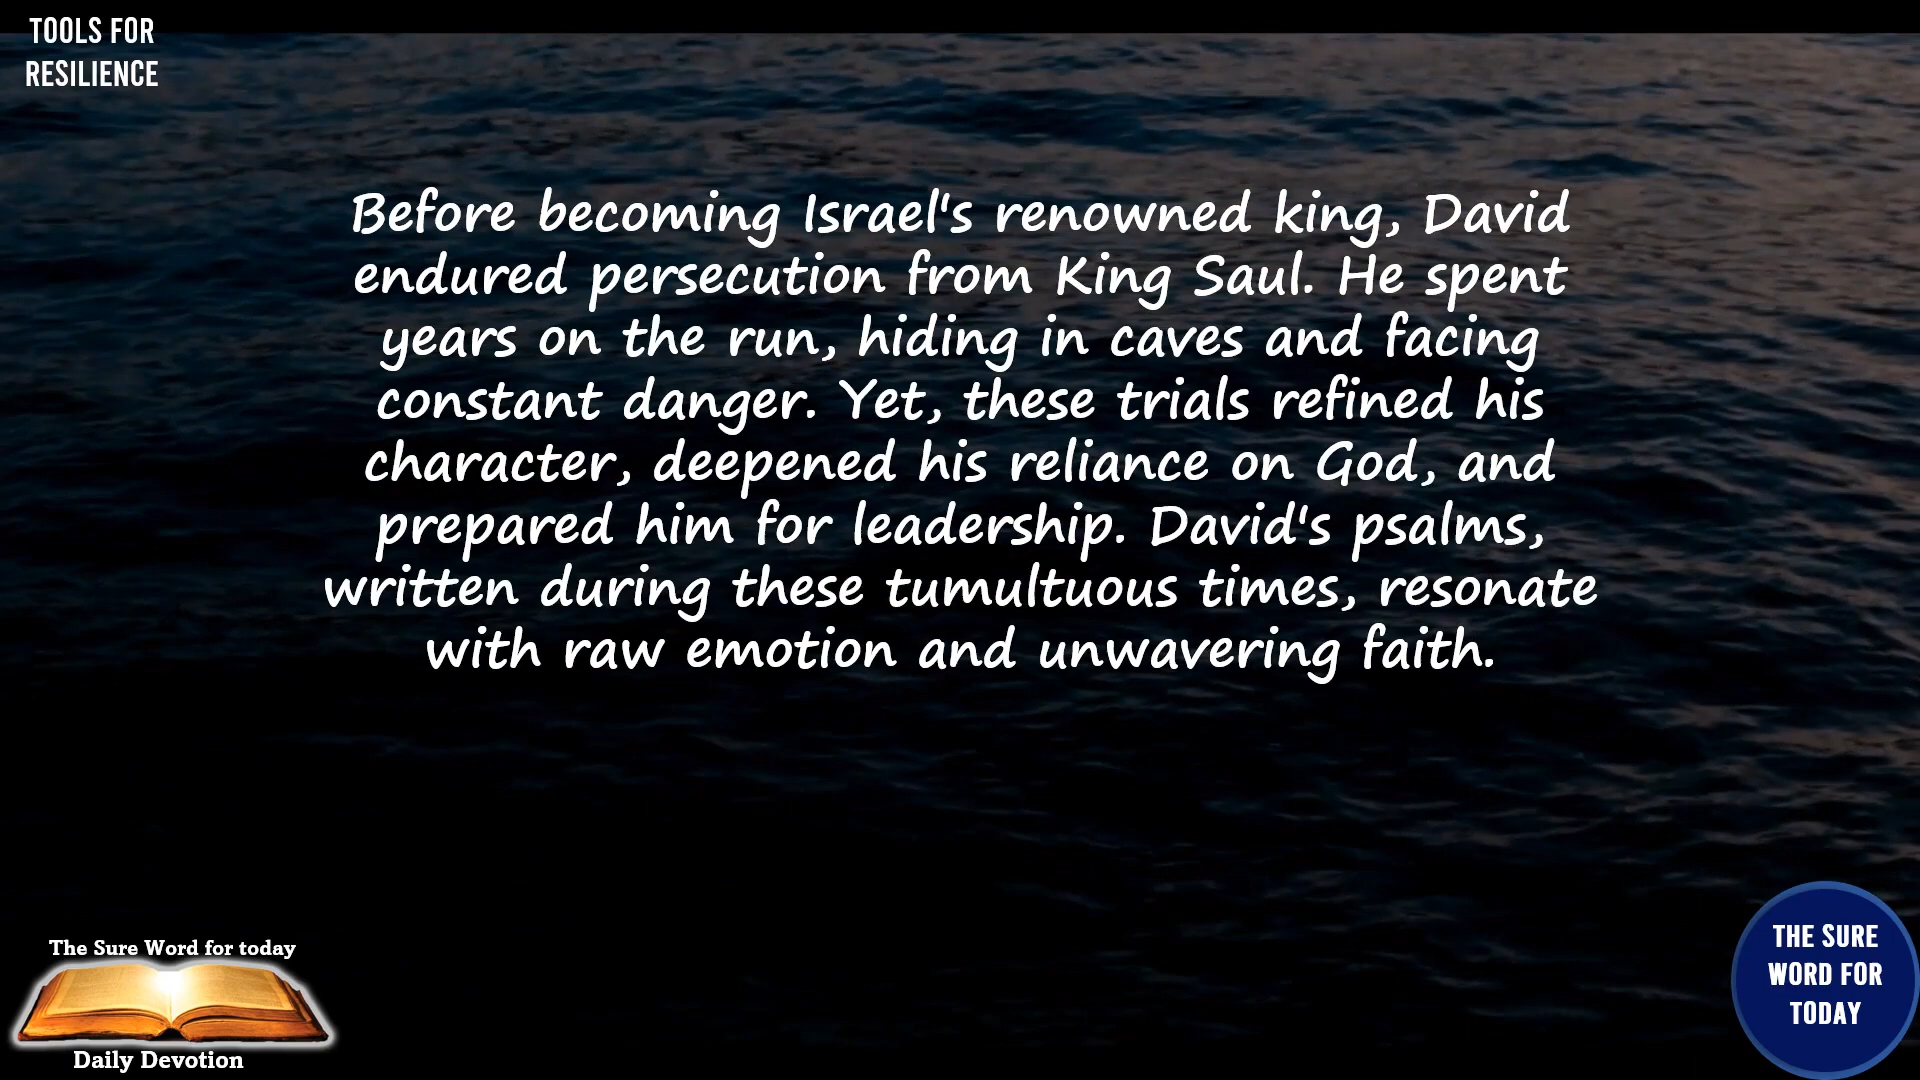 TOOLS FOR
RESILIENCE
Before becoming Israel's renowned king, David
endured persecution from King Saul. He spent
years on the run, hiding in caves and facing
constant danger. Yet, these trials refined his
character, deepened his reliance on God, and
prepared him for leadership. David's psalms,
written during these tumultuous times, resonate
with raw emotion and unwavering faith.
The Sure Word for today
Daily Devotion
THE SURE
WORD FOR
TODAY